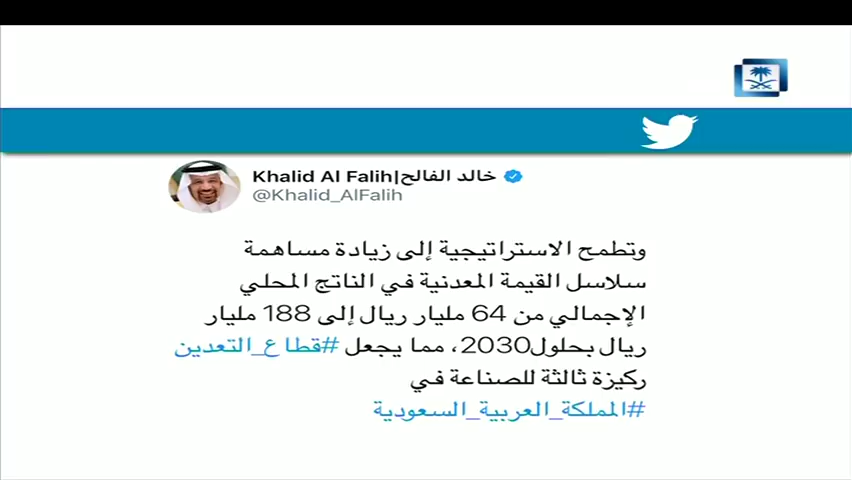 Khalid Al Falih|خالد الفالح
@Khalid_AlFalih
وتطمح الاستراتيجية إلى زيادة مساهمة
سلاسل القيمة المعدنية في الناتج المحلي
الإجمالي من 64 مليار ريال إلى 188 مليار
ريال بحلول2030، مما يجعل #قطاع_التعدين
ركيزة ثالثة للصناعة في
#المملكة_العربية_السعودية